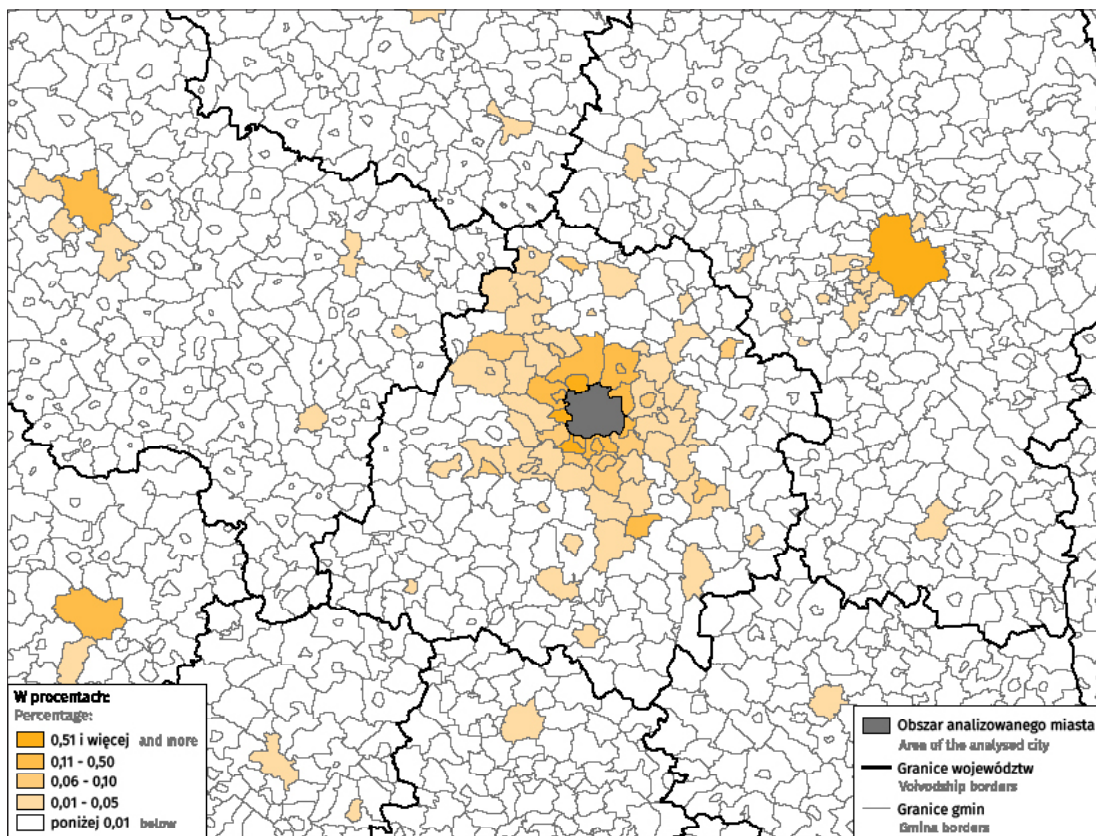 W procentach:
Percentage:
0,51 i więcej and more
0,11 - 0,50
0,06 - 0,10
0,01 - 0,05
poniżej 0,01 below
Obszar analizowanego miasta
Area of the analysed city
Granice województw
Voivodship borders
Granice gmin
Gmina borders